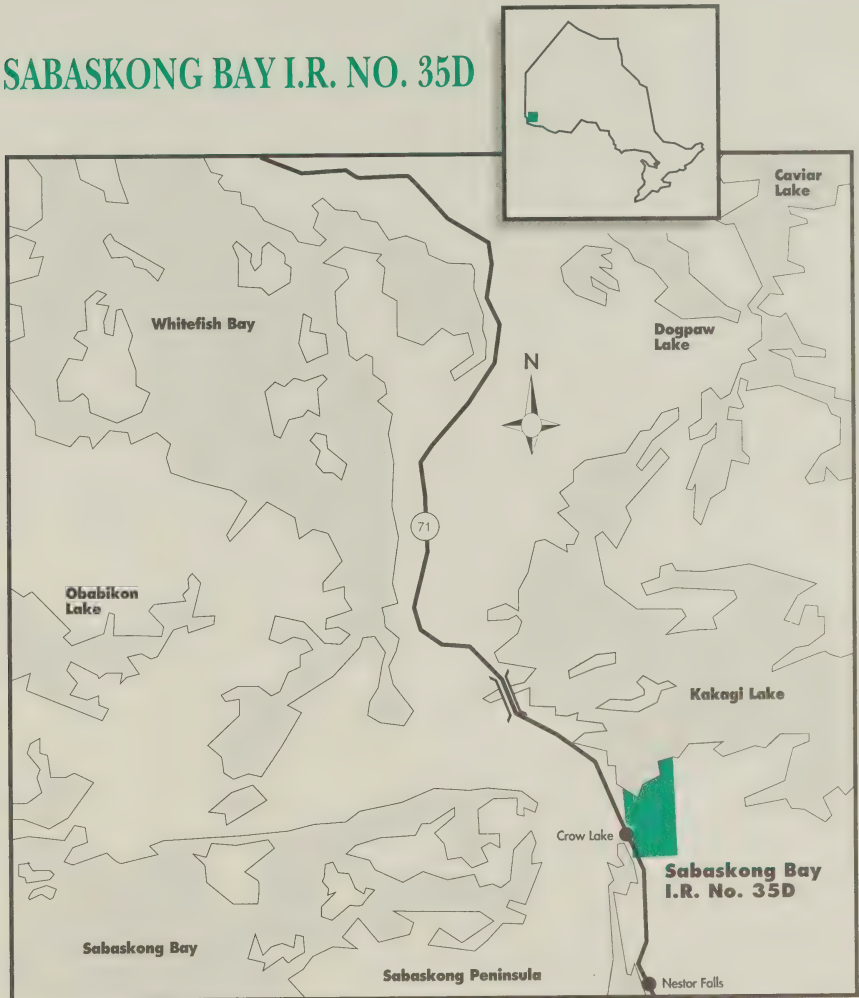 SABASKONG BAY I.R. NO. 35D
Caviar
Lake
Whitefish Bay
Dogpaw
Lake
N
71
Obabikon
Lake
Kakagi Lake
Crow Lake
Sabaskong Bay
I.R. No. 35D
Sabaskong Bay
Sabaskong Peninsula
Nestor Falls